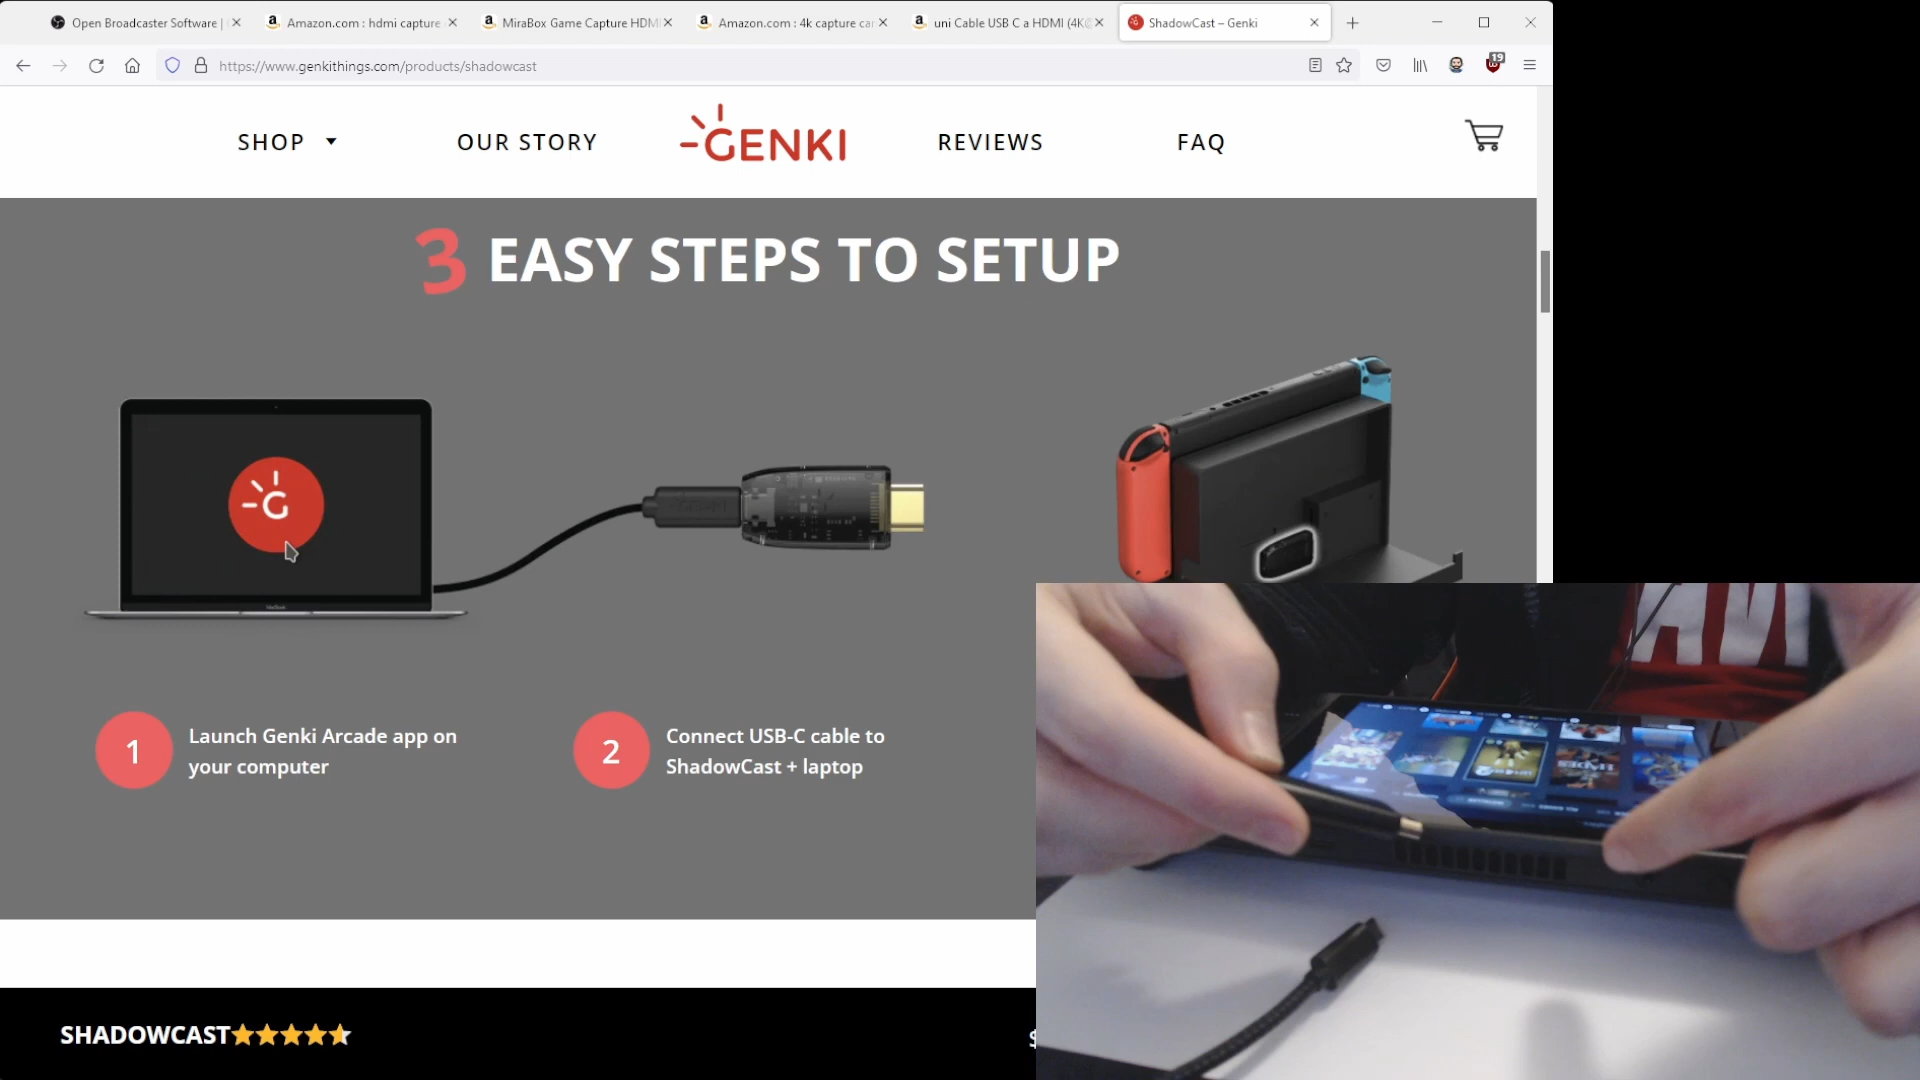 Open Broadcaster Software |
Amazon.com : hdmi capture
MiraBox Game Capture HDMI
Amazon.com : 4k capture car
uni Cable USB C a HDMI (4K@
ShadowCast – Genki
https://www.genkithings.com/products/shadowcast
19
SHOP
OUR STORY
GENKI
REVIEWS
FAQ
3 EASY STEPS TO SETUP
G
1
Launch Genki Arcade app on
your computer
2
Connect USB-C cable to
ShadowCast + laptop
SHADOWCAST